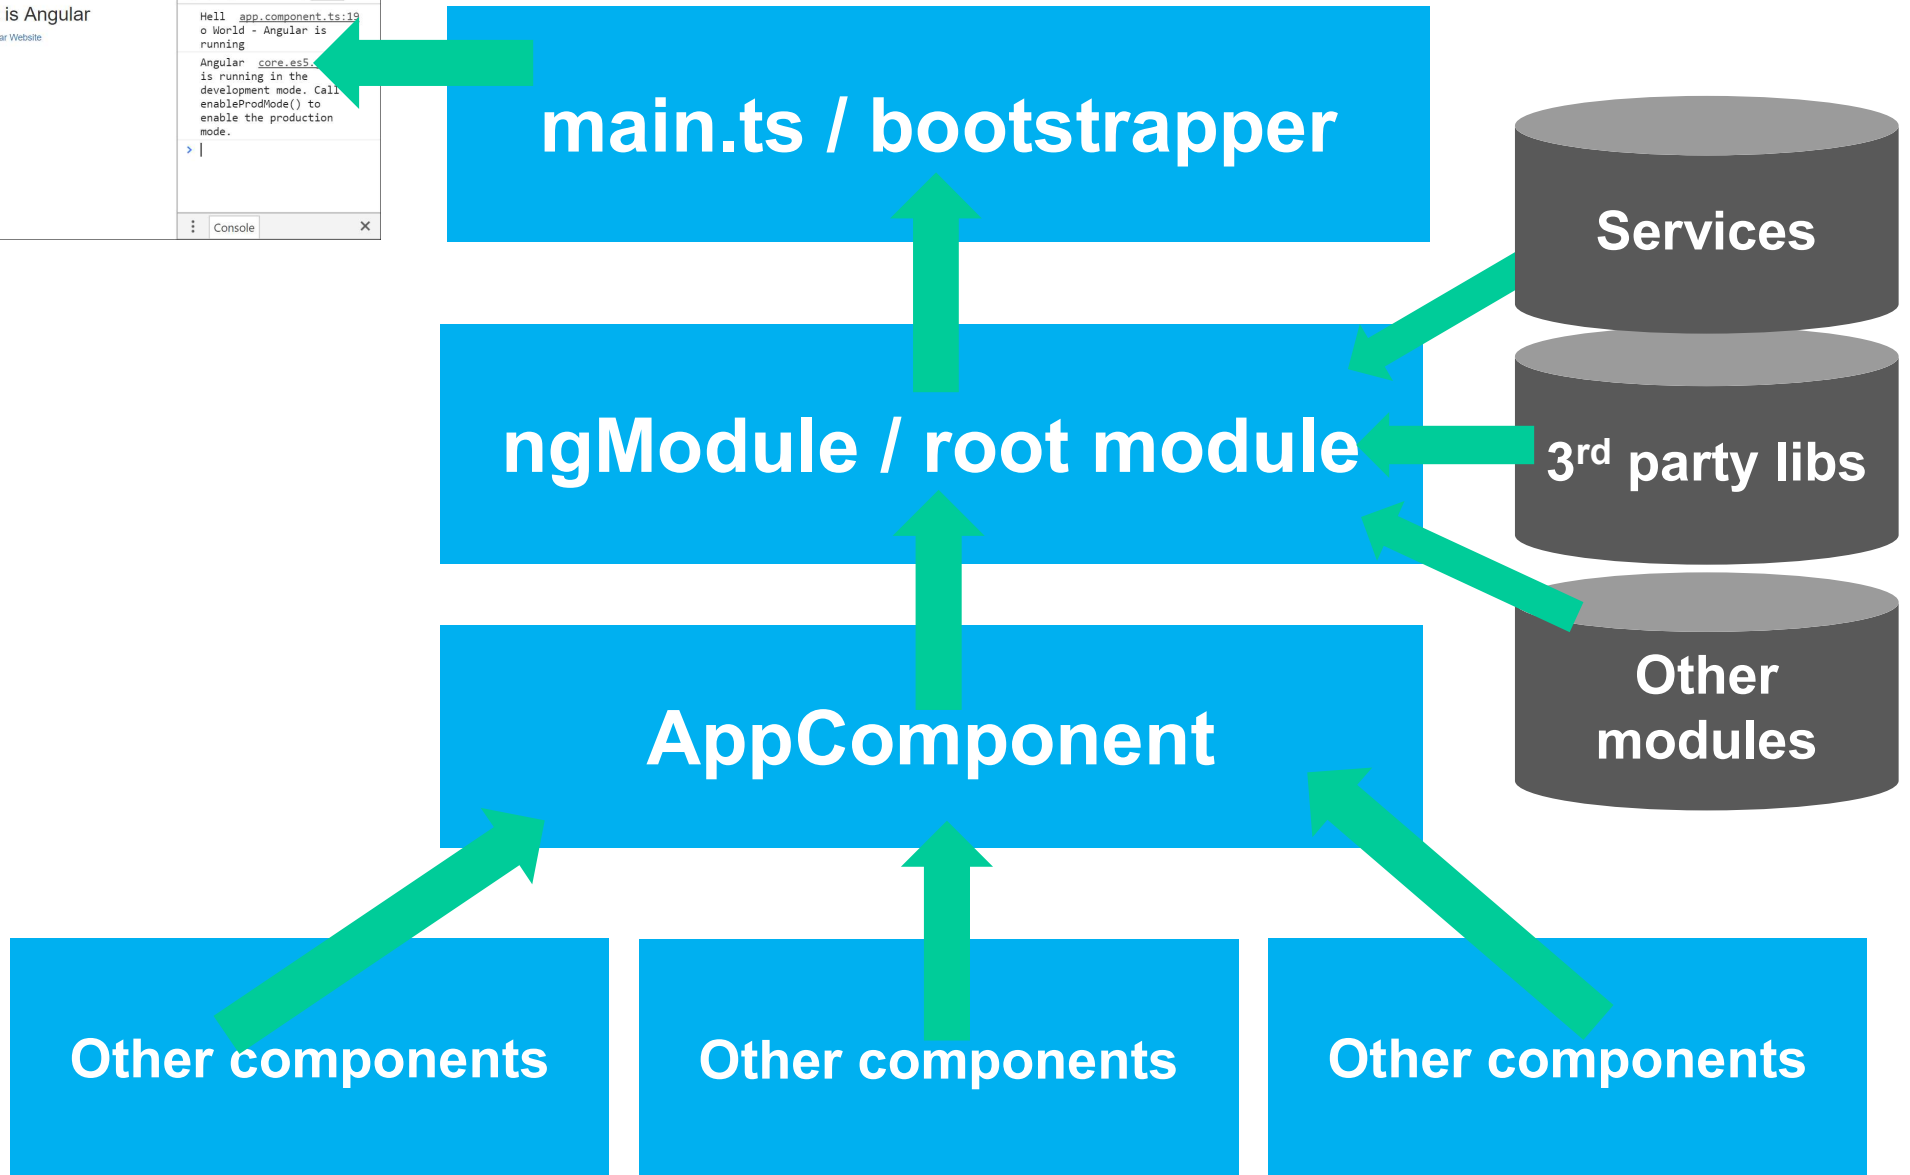 is Angular
ar Website
Hell app.component.ts:19
o World - Angular is
running
Angular core.es5.
is running in the
development mode. Call
enableProdMode() to
enable the production
mode.
>
Console
main.ts / bootstrapper
Services
ngModule / root module
3rd party libs
Other
modules
AppComponent
Other components
Other components
Other components